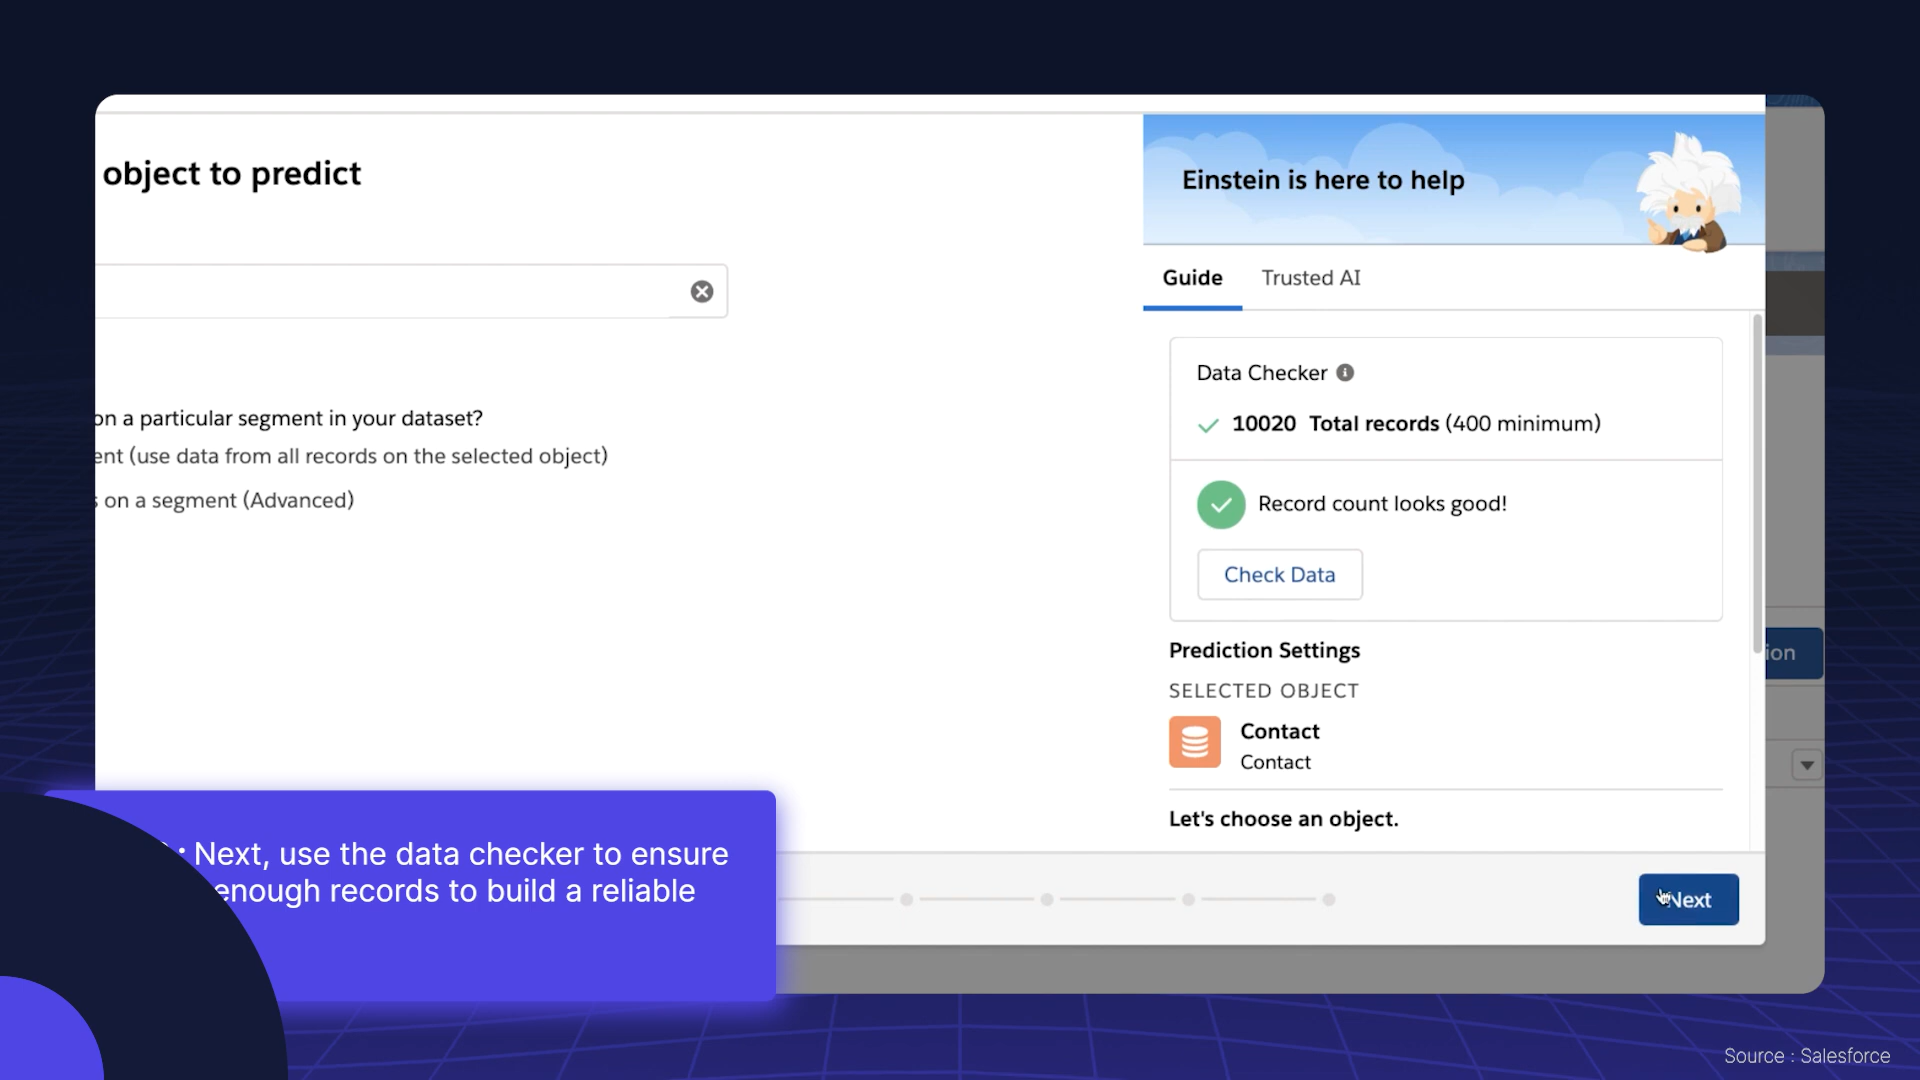 object to predict
on a particular segment in your dataset?
(use data from all records on the selected object)
on a segment (Advanced)
Einstein is here to help
Guide
Trusted AI
Data Checker
10020 Total records (400 minimum)
Record count looks good!
Check Data
Prediction Settings
SELECTED OBJECT
Contact
Contact
Let's choose an object.
: Next, use the data checker to ensure
enough records to build a reliable
Next
Source : Salesforce